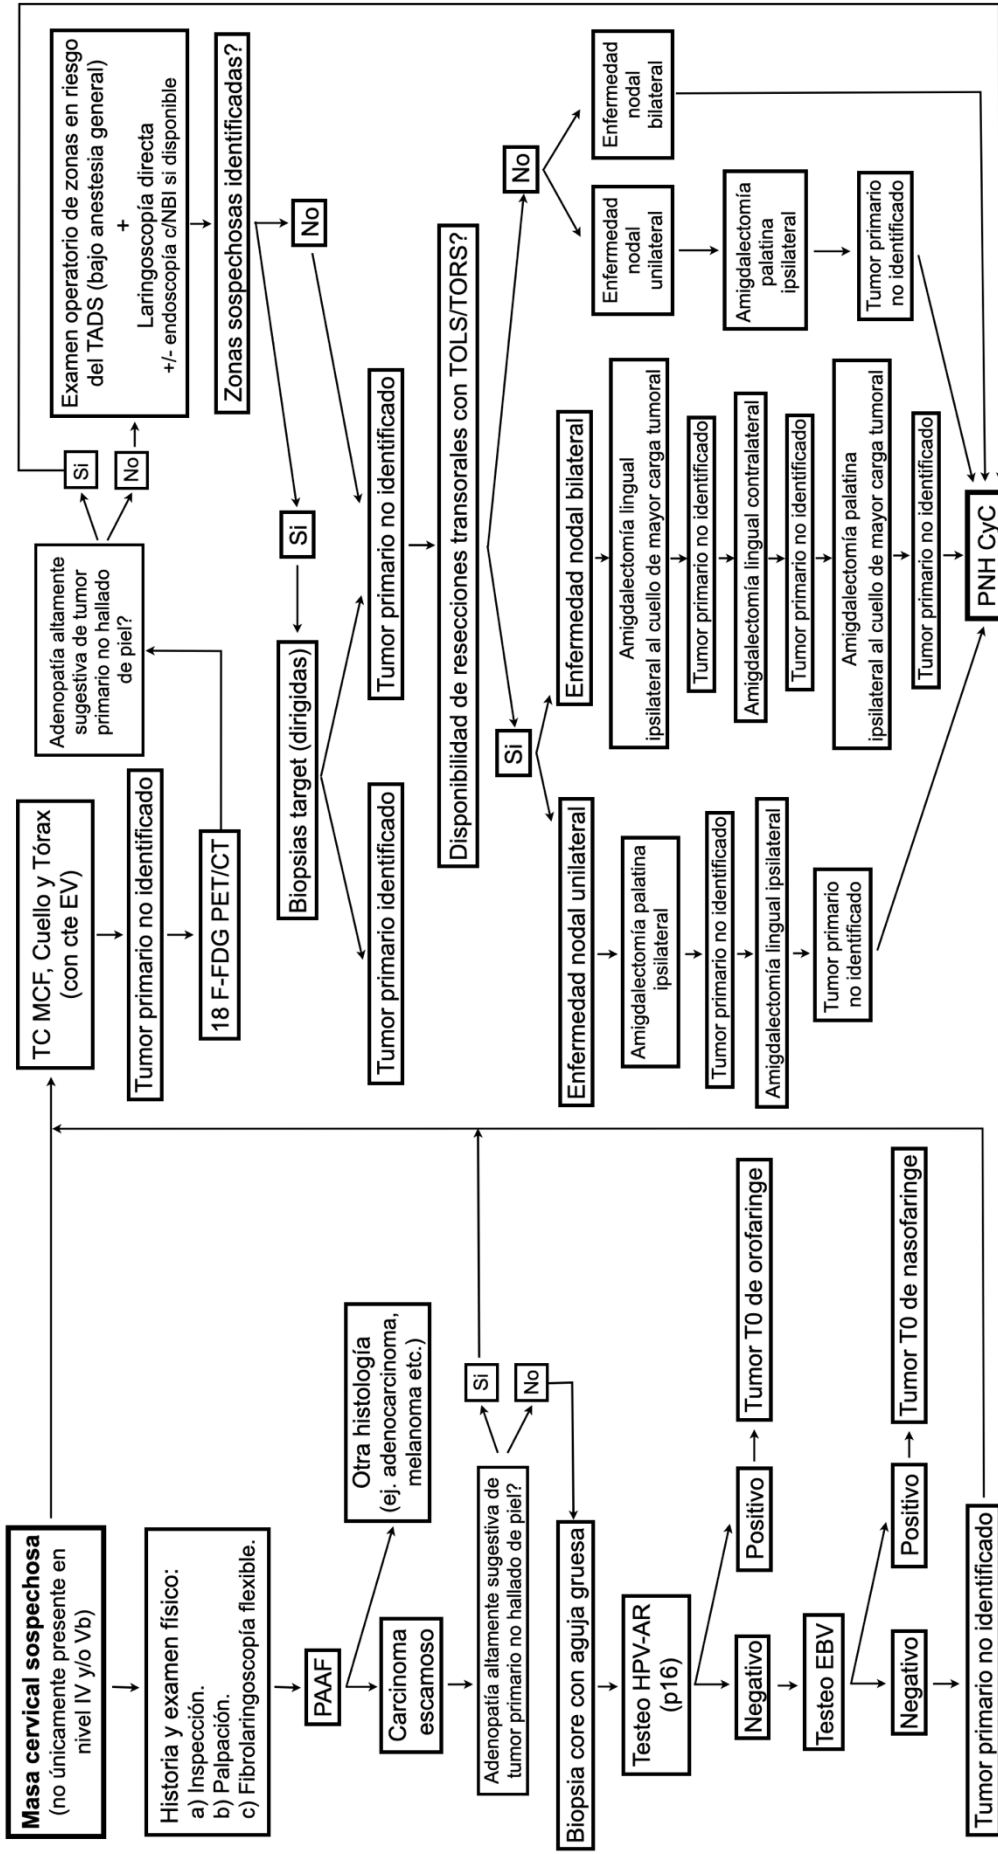 Masa cervical sospechosa
(no únicamente presente en
nivel IV y/o Vb)
Historia y examen físico:
a) Inspección.
b) Palpación.
c) Fibrolaringoscopía flexible.
PAAF
Carcinoma
escamoso
Otra histología
(ej. adenocarcinoma,
melanoma etc.)
Adenopatía altamente sugestiva de
tumor primario no hallado de piel?
Si
No
Biopsia core con aguja gruesa
Testeo HPV-AR
(p16)
Negativo
Positivo
Tumor T0 de orofaringe
Testeo EBV
Negativo
Positivo
Tumor T0 de nasofaringe
Tumor primario no identificado
TC MCF, Cuello y Tórax
(con cte EV)
Tumor primario no identificado
18 F-FDG PET/CT
Adenopatía altamente
sugestiva de tumor
primario no hallado
de piel?
Si
No
Examen operatorio de zonas en riesgo
del TADS (bajo anestesia general)
+
Laringoscopía directa
+/- endoscopía c/NBI si disponible
Zonas sospechosas identificadas?
Si
No
Biopsias target (dirigidas)
Tumor primario identificado
Tumor primario no identificado
Disponibilidad de resecciones transorales con TOLS/TORS?
Si
No
Enfermedad nodal unilateral
Amigdalectomía palatina
ipsilateral
Tumor primario no identificado
Amigdalectomía lingual ipsilateral
Tumor primario
no identificado
Enfermedad nodal bilateral
Amigdalectomía lingual
ipsilateral al cuello de mayor carga tumoral
Tumor primario no identificado
Amigdalectomía lingual contralateral
Tumor primario no identificado
Amigdalectomía palatina
ipsilateral al cuello de mayor carga tumoral
Tumor primario no identificado
Enfermedad
nodal
unilateral
Amigdalectomía
palatina
ipsilateral
Tumor primario
no identificado
Enfermedad
nodal
bilateral
PNH CyC